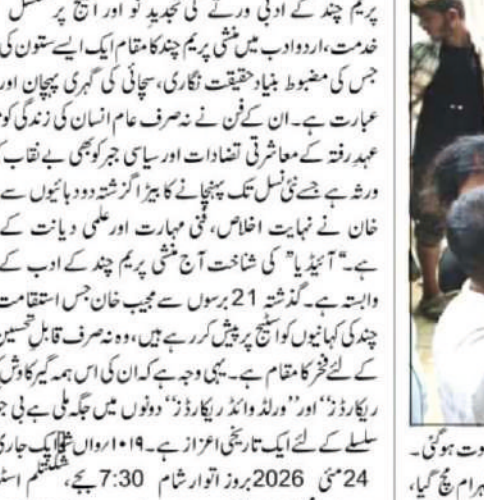 پریم چند کے ادبی ورثے کی تجدیدِ نو اور اسٹیج پر مسلسل
خدمت، اردو ادب میں منشی پریم چند کا مقام ایک ایسے ستون کی
جس کی مضبوط بنیاد حقیقت نگاری، سچائی کی گہری پہچان اور
عبارت ہے۔ ان کے فن نے نہ صرف عام انسان کی زندگی کو
عہدِ رفتہ کے معاشرتی تضادات اور سیاسی جبر کو بھی بے نقاب
ورثہ ہے جسے نئی نسل تک پہنچانے کا بیڑا گزشتہ دو دہائیوں سے
خان نے نہایت اخلاص، فنی مہارت اور علمی دیانت کے
ہے۔ "آئیڈیا" کی شناخت آج منشی پریم چند کے ادب کے
وابستہ ہے۔ گذشتہ 21 برسوں سے مجیب خان جس استقامت
چند کی کہانیوں کو اسٹیج پر پیش کر رہے ہیں، وہ نہ صرف قابلِ تحسین
کے لئے فخر کا مقام ہے۔ یہی وجہ ہے کہ ان کی اس ہمہ گیر کاوش
ریکارڈز" اور "ورلڈ وائڈ ریکارڈز" دونوں میں جگہ ملی ہے
سلسلے کے لئے ایک تاریخی اعزاز ہے۔ ۱۰۱۹ واں جاری
24 مئی 2026 بروز اتوار شام 7:30 بجے،
وت ہوگئی۔
ہرام مچ گیا،